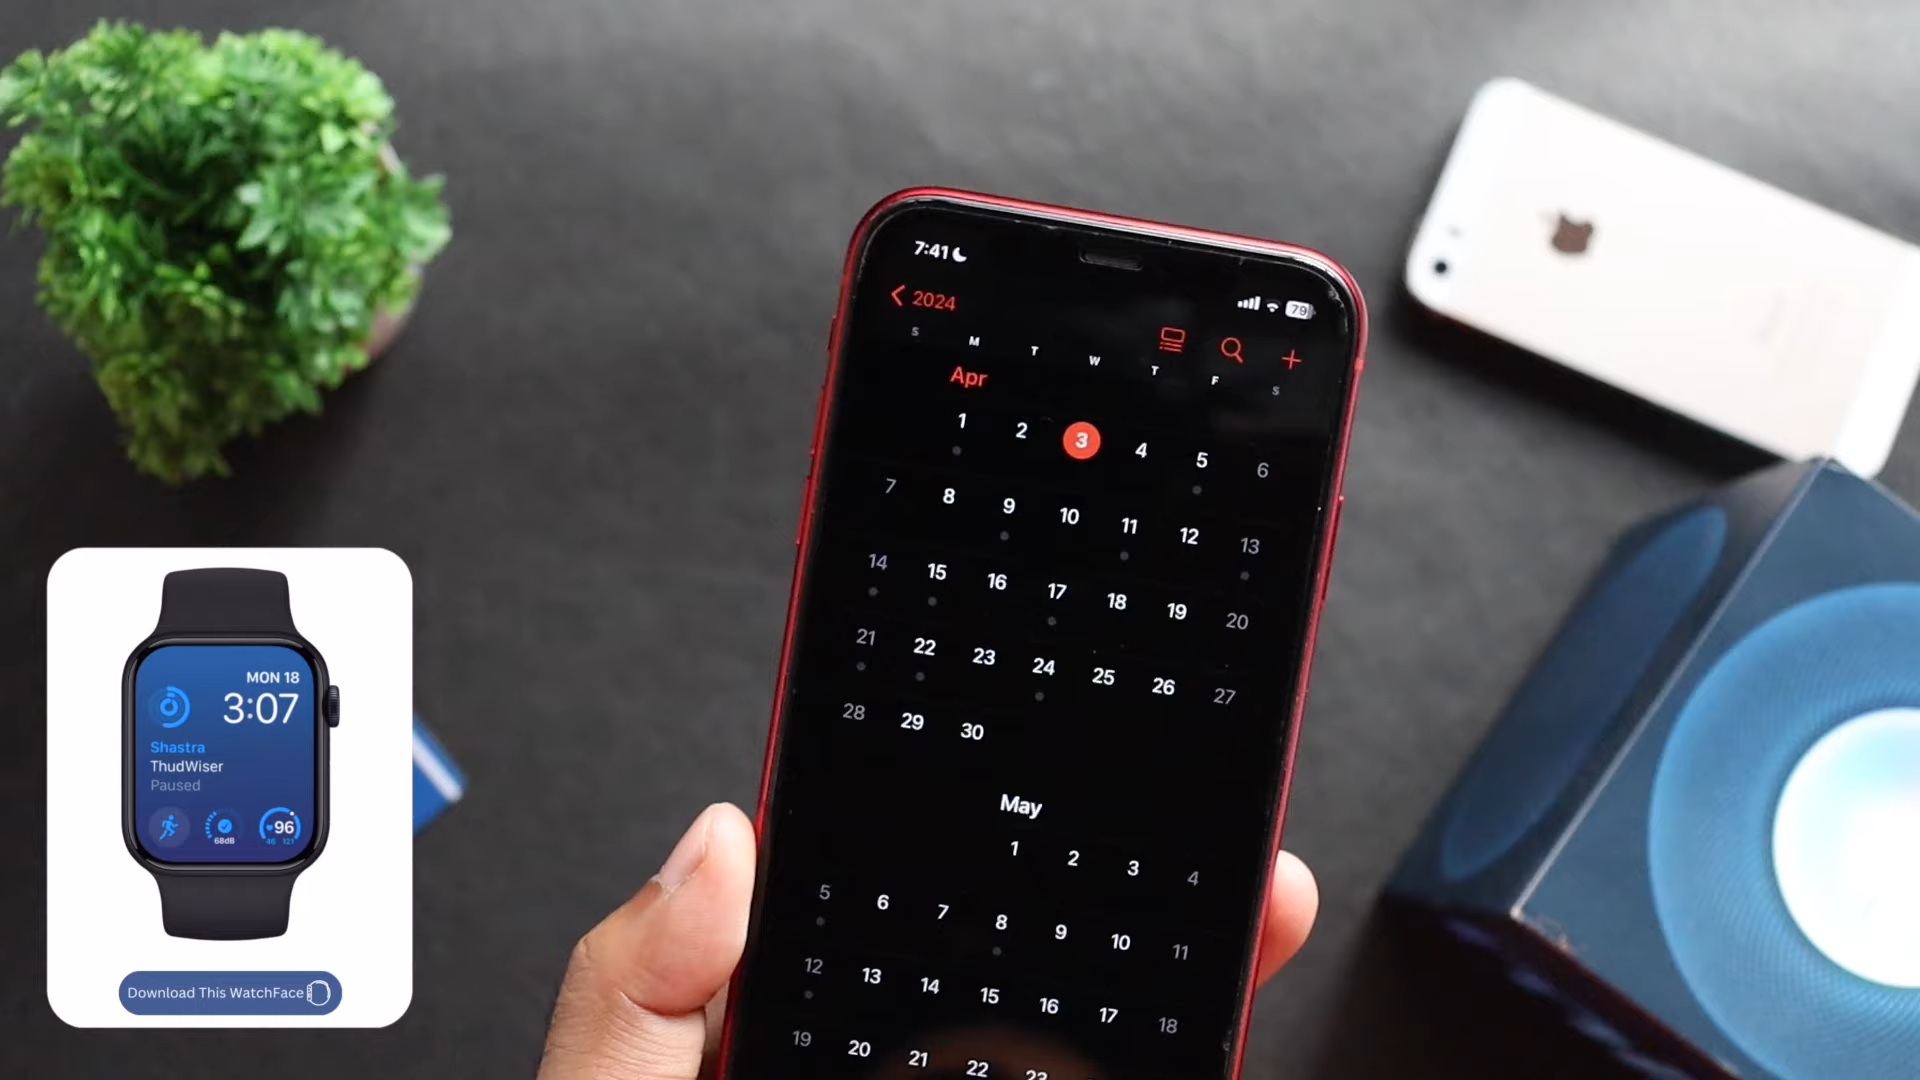 7:41
79
2024
S M T W T F S
Apr
1 2 3 4 5 6
7 8 9 10 11 12 13
14 15 16 17 18 19 20
21 22 23 24 25 26 27
28 29 30
May
1 2 3 4
5 6 7 8 9 10 11
12 13 14 15 16 17 18
19 20 21 22 23
MON 18
3:07
Shastra
ThudWiser
Paused
68dB
96
46 121
Download This WatchFace